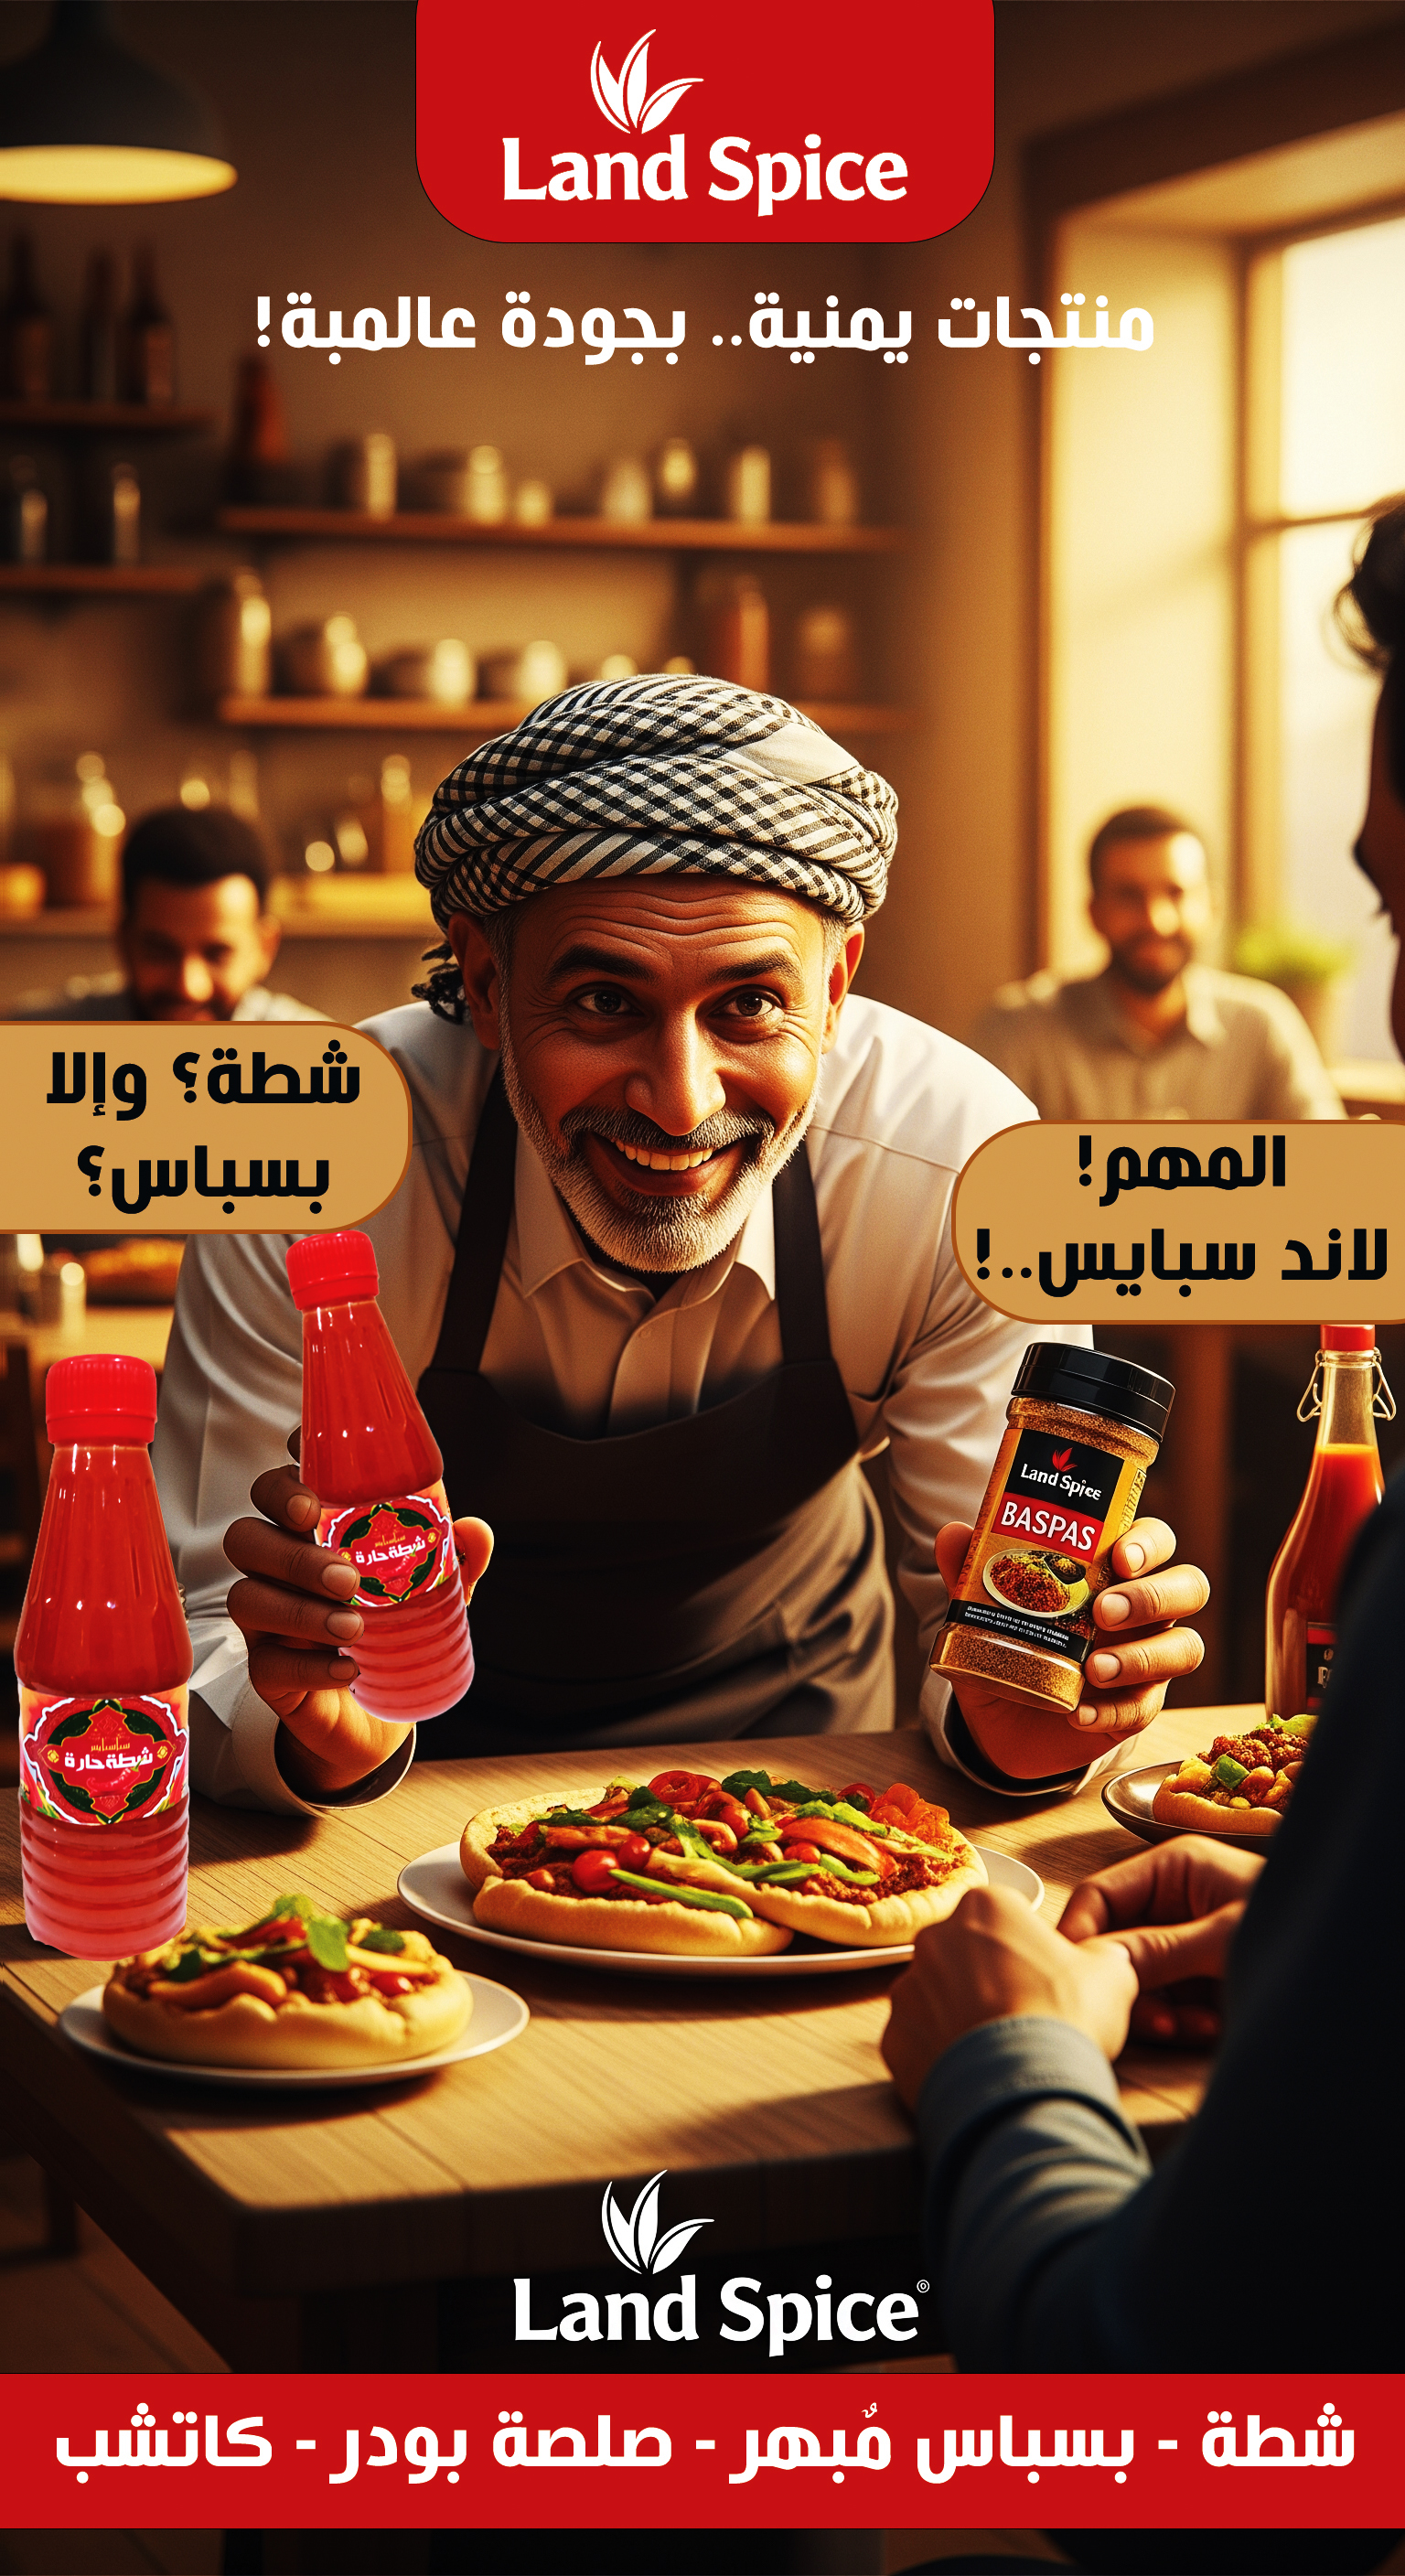 Land Spice
منتجات يمنية.. بجودة عالمبة!
شطة؟ وإلا
بسباس؟
المهم!
لاند سبايس..!
شطة حارة
Land Spice
BASPAS
شطة حارة
Land Spice®
شطة - بسباس مُبهر - صلصة بودر - كاتشب